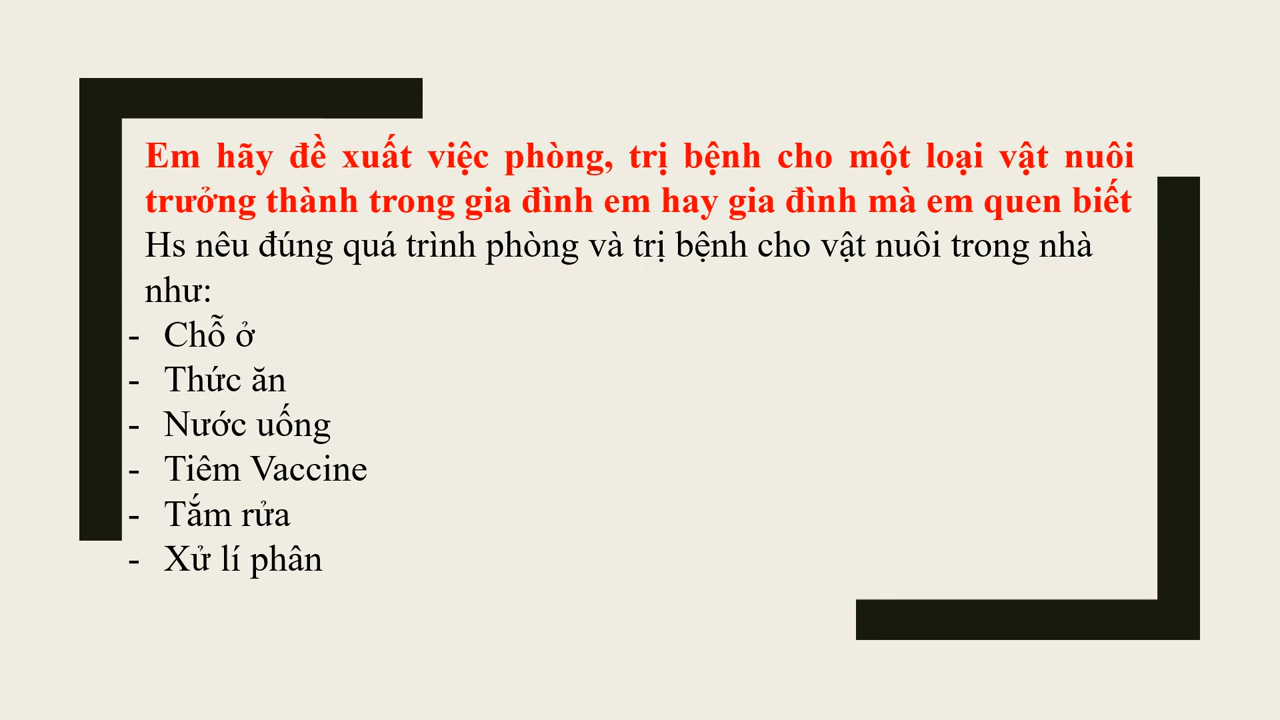 Em hãy đề xuất việc phòng, trị bệnh cho một loại vật nuôi
trưởng thành trong gia đình em hay gia đình mà em quen biết
Hs nêu đúng quá trình phòng và trị bệnh cho vật nuôi trong nhà
như:
- Chỗ ở
- Thức ăn
- Nước uống
- Tiêm Vaccine
- Tắm rửa
- Xử lí phân